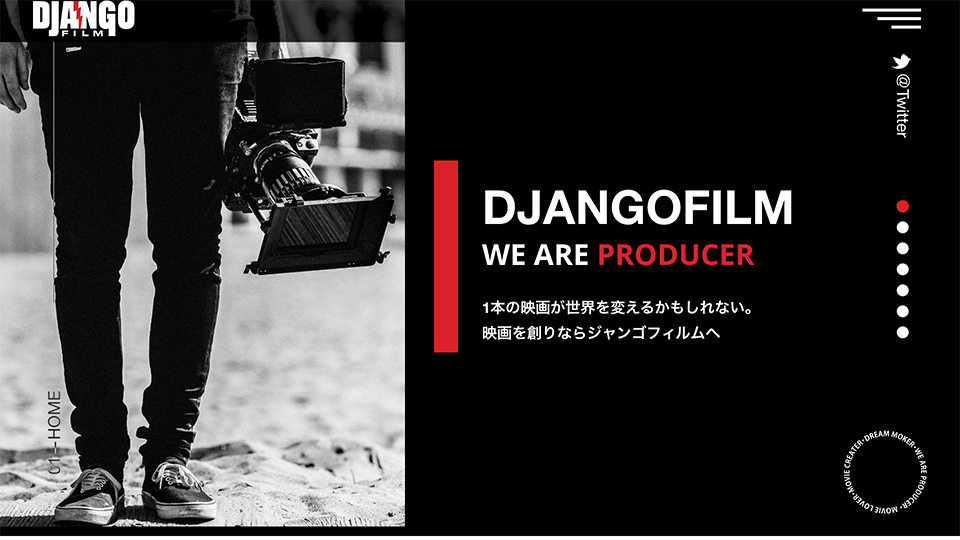 DJANGO
FILM
@Twitter
DJANGOFILM
WE ARE PRODUCER
1本の映画が世界を変えるかもしれない。
映画を創りならジャンゴフィルムへ
01—HOME
DREAM MOKER・WE ARE PRODUCER・MOVIE LOVER・MOVIE CREATER・